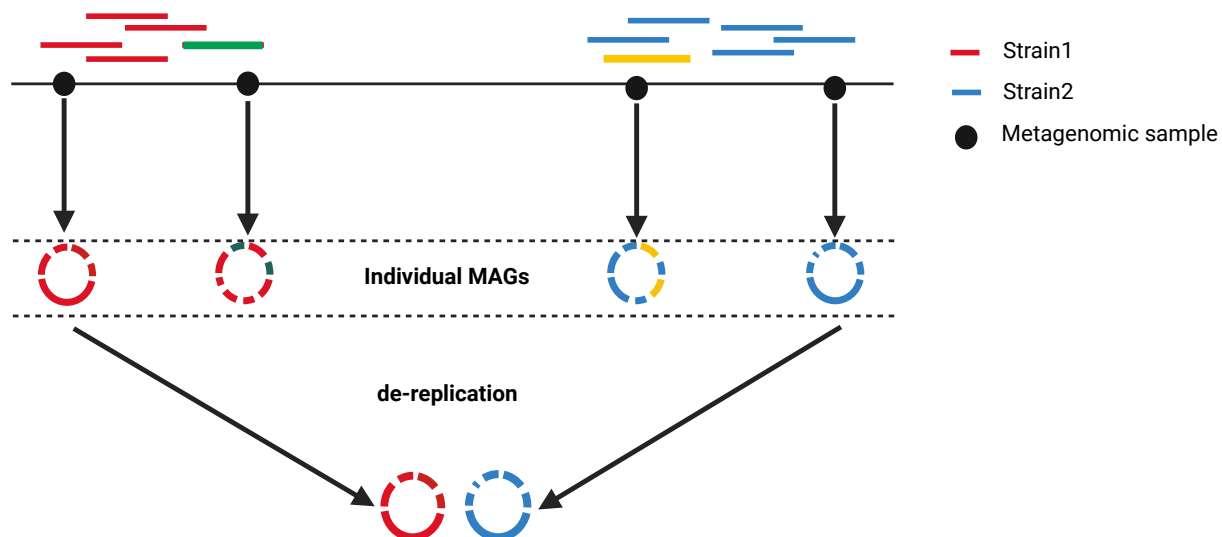 Strain1
Strain2
Metagenomic sample
Individual MAGs
de-replication